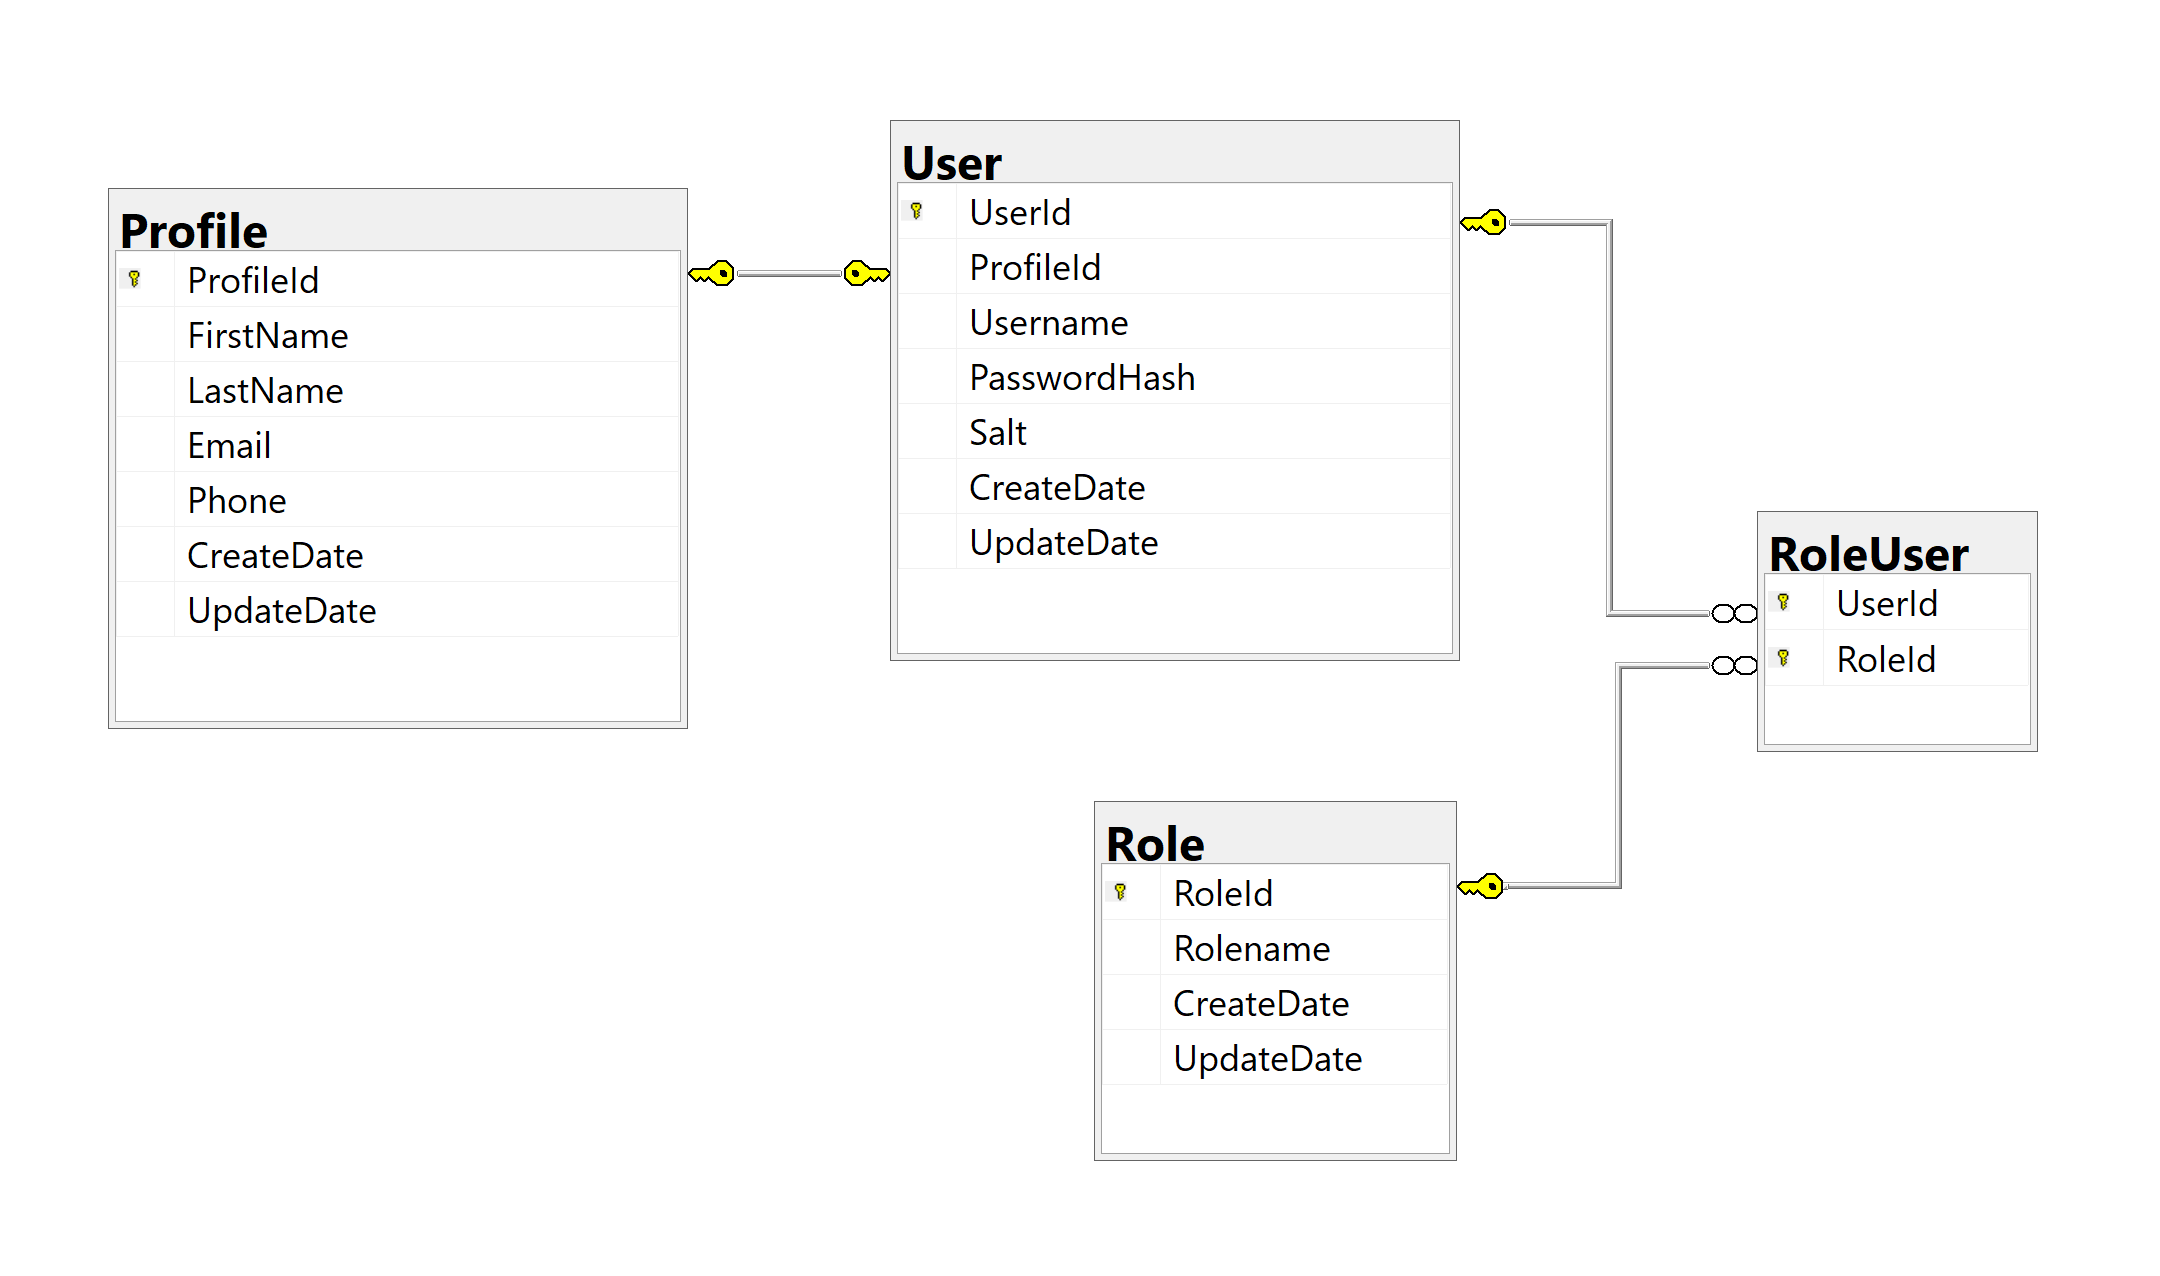 Profile
ProfileId
FirstName
LastName
Email
Phone
CreateDate
UpdateDate
User
UserId
ProfileId
Username
PasswordHash
Salt
CreateDate
UpdateDate
RoleUser
UserId
RoleId
Role
RoleId
Rolename
CreateDate
UpdateDate